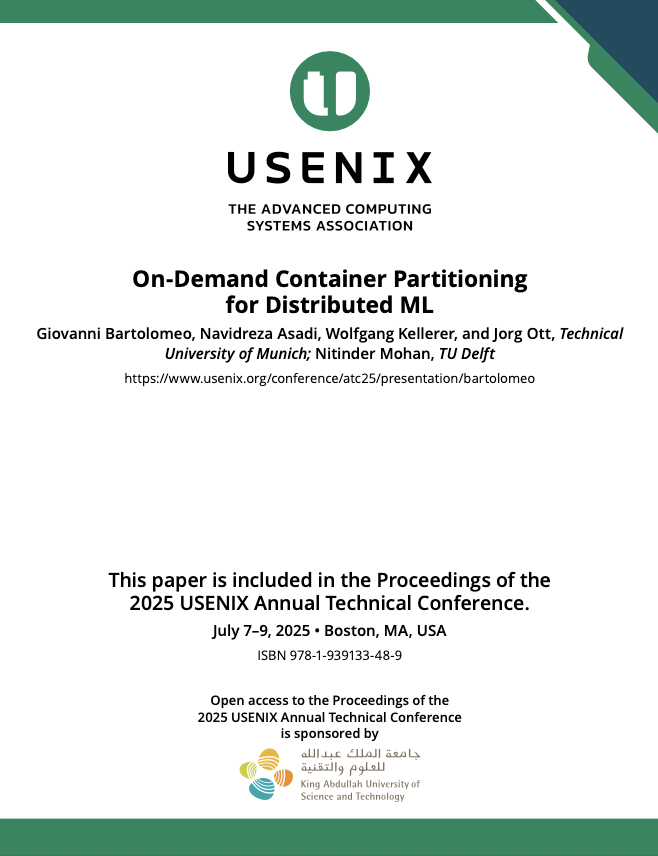 USENIX
THE ADVANCED COMPUTING
SYSTEMS ASSOCIATION
On-Demand Container Partitioning
for Distributed ML
Giovanni Bartolomeo, Navidreza Asadi, Wolfgang Kellerer, and Jorg Ott, Technical
University of Munich; Nitinder Mohan, TU Delft
https://www.usenix.org/conference/atc25/presentation/bartolomeo
This paper is included in the Proceedings of the
2025 USENIX Annual Technical Conference.
July 7–9, 2025 • Boston, MA, USA
ISBN 978-1-939133-48-9
Open access to the Proceedings of the
2025 USENIX Annual Technical Conference
is sponsored by
جامعة الملك عبدالله
للعلوم والتقنية
King Abdullah University of
Science and Technology